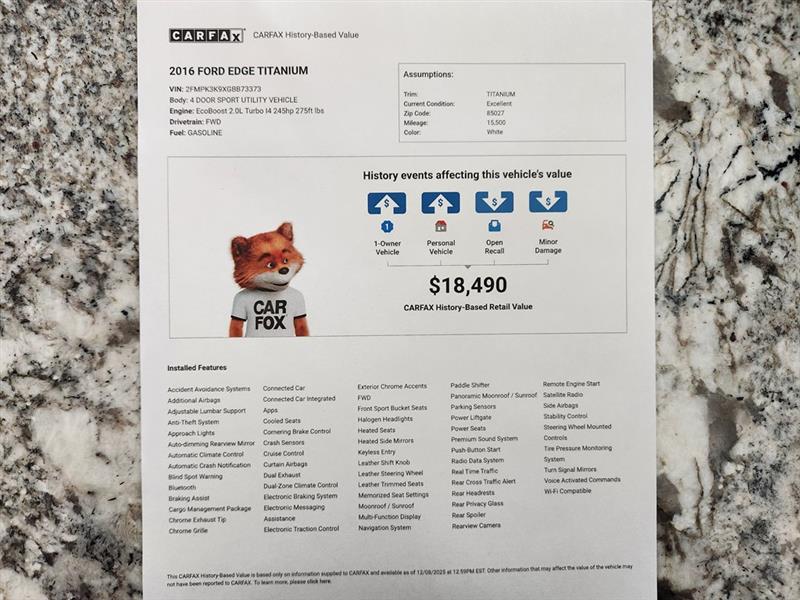 CARFAX CARFAX History-Based Value
2016 FORD EDGE TITANIUM
VIN: 2FMPK3K9XGBB73373
Body: 4 DOOR SPORT UTILITY VEHICLE
Engine: EcoBoost 2.0L Turbo I4 245hp 275ft lbs
Drivetrain: FWD
Fuel: GASOLINE
Assumptions:
Trim: TITANIUM
Current Condition: Excellent
Zip Code: 85027
Mileage: 15,500
Color: White
History events affecting this vehicle's value
$ $ $ $
1
1-Owner Vehicle
Personal Vehicle
Open Recall
Minor Damage
$18,490
CARFAX History-Based Retail Value
CAR
FOX
Installed Features
Accident Avoidance Systems
Additional Airbags
Adjustable Lumbar Support
Anti-Theft System
Approach Lights
Auto-dimming Rearview Mirror
Automatic Climate Control
Automatic Crash Notification
Blind Spot Warning
Bluetooth
Braking Assist
Cargo Management Package
Chrome Exhaust Tip
Chrome Grille
Connected Car
Connected Car Integrated
Apps
Cooled Seats
Cornering Brake Control
Crash Sensors
Cruise Control
Curtain Airbags
Dual Exhaust
Dual-Zone Climate Control
Electronic Braking System
Electronic Messaging
Assistance
Electronic Traction Control
Exterior Chrome Accents
FWD
Front Sport Bucket Seats
Halogen Headlights
Heated Seats
Heated Side Mirrors
Keyless Entry
Leather Shift Knob
Leather Steering Wheel
Leather Trimmed Seats
Memorized Seat Settings
Moonroof / Sunroof
Multi-Function Display
Navigation System
Paddle Shifter
Panoramic Moonroof / Sunroof
Parking Sensors
Power Liftgate
Power Seats
Premium Sound System
Push-Button Start
Radio Data System
Real Time Traffic
Rear Cross Traffic Alert
Rear Headrests
Rear Privacy Glass
Rear Spoiler
Rearview Camera
Remote Engine Start
Satellite Radio
Side Airbags
Stability Control
Steering Wheel Mounted
Controls
Tire Pressure Monitoring
System
Turn Signal Mirrors
Voice Activated Commands
Wi-Fi Compatible
This CARFAX History-Based Value is based only on information supplied to CARFAX and available as of 12/08/2025 at 12:59PM EST. Other information that may affect the value of the vehicle may
not have been reported to CARFAX. To learn more, please click here.